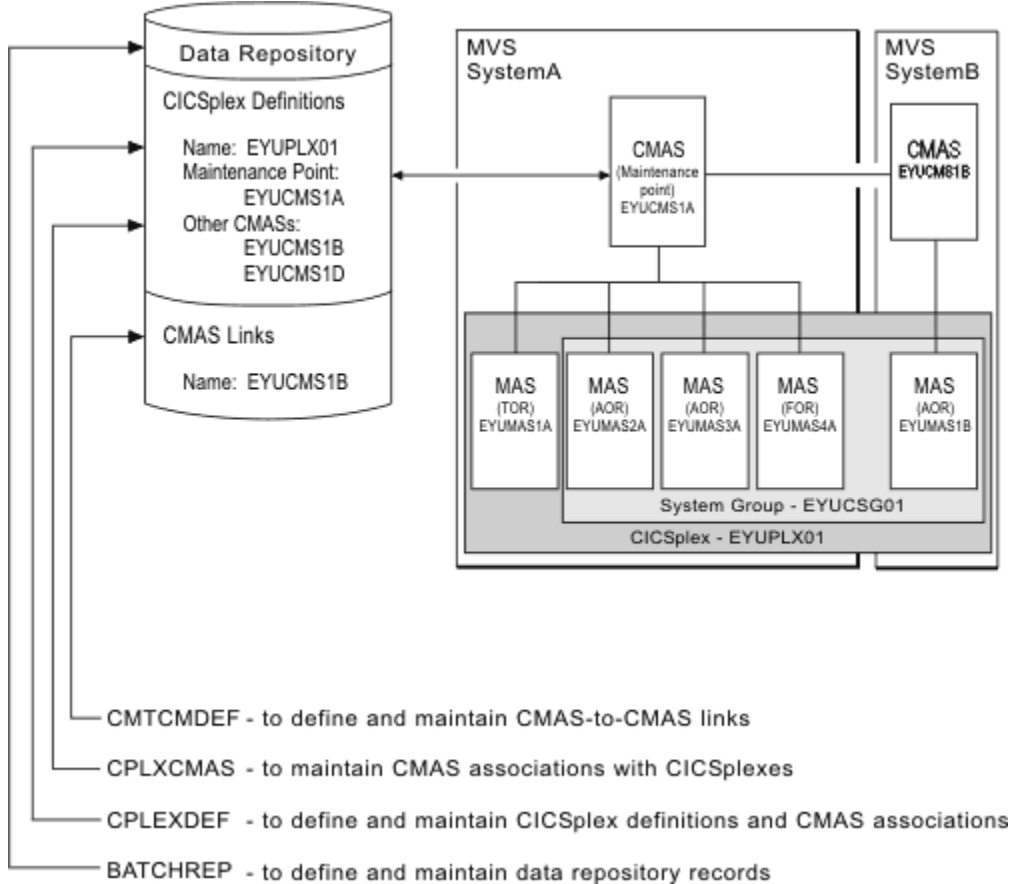 Data Repository
CICSplex Definitions
Name: EYUPLX01
Maintenance Point:
EYUCMS1A
Other CMASs:
EYUCMS1B
EYUCMS1D
CMAS Links
Name: EYUCMS1B
MVS
SystemA
CMAS
(Maintenance
point)
EYUCMS1A
MVS
SystemB
CMAS
EYUCMS1B
MAS
(TOR)
EYUMAS1A
MAS
(AOR)
EYUMAS2A
MAS
(AOR)
EYUMAS3A
MAS
(FOR)
EYUMAS4A
MAS
(AOR)
EYUMAS1B
System Group - EYUCSG01
CICSplex - EYUPLX01
CMTCMDEF - to define and maintain CMAS-to-CMAS links
CPLXCMAS - to maintain CMAS associations with CICSplexes
CPLEXDEF - to define and maintain CICSplex definitions and CMAS associations
BATCHREP - to define and maintain data repository records